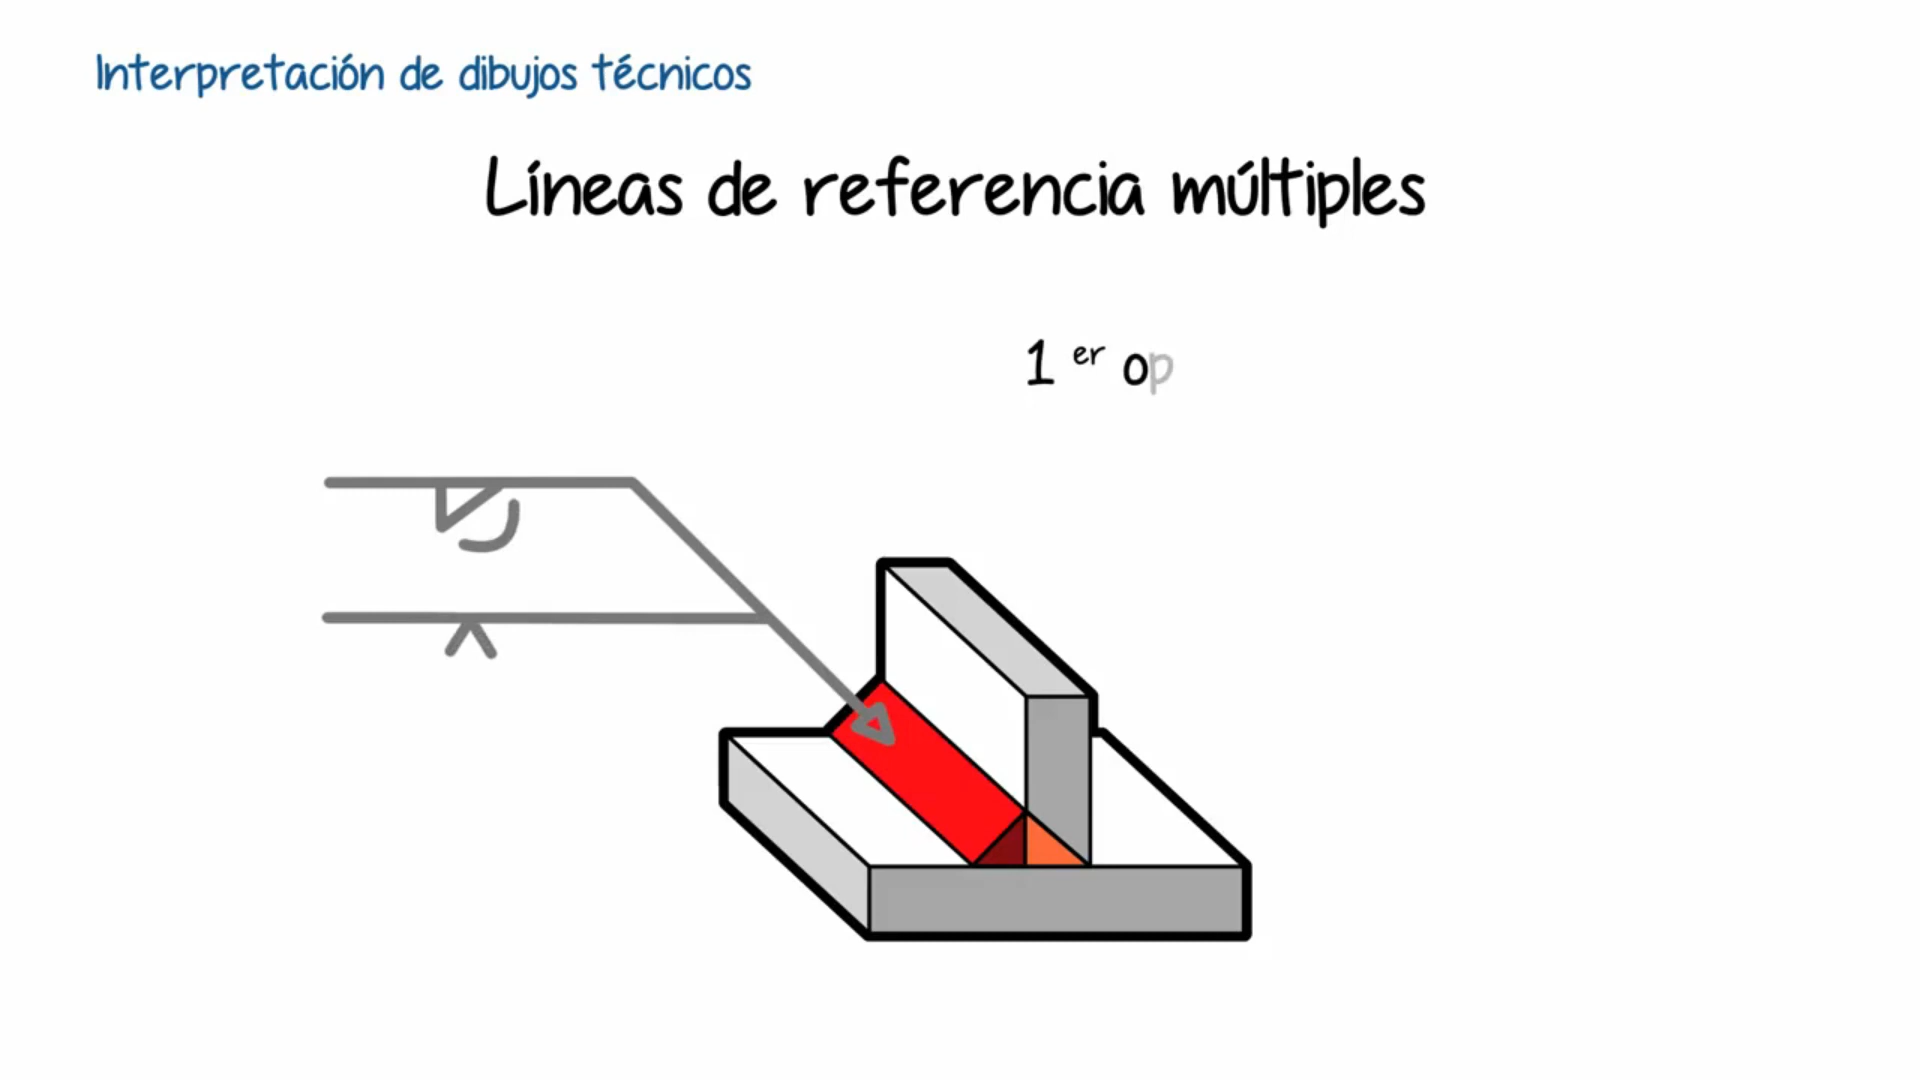 Interpretación de dibujos técnicos
Líneas de referencia múltiples
1 er op